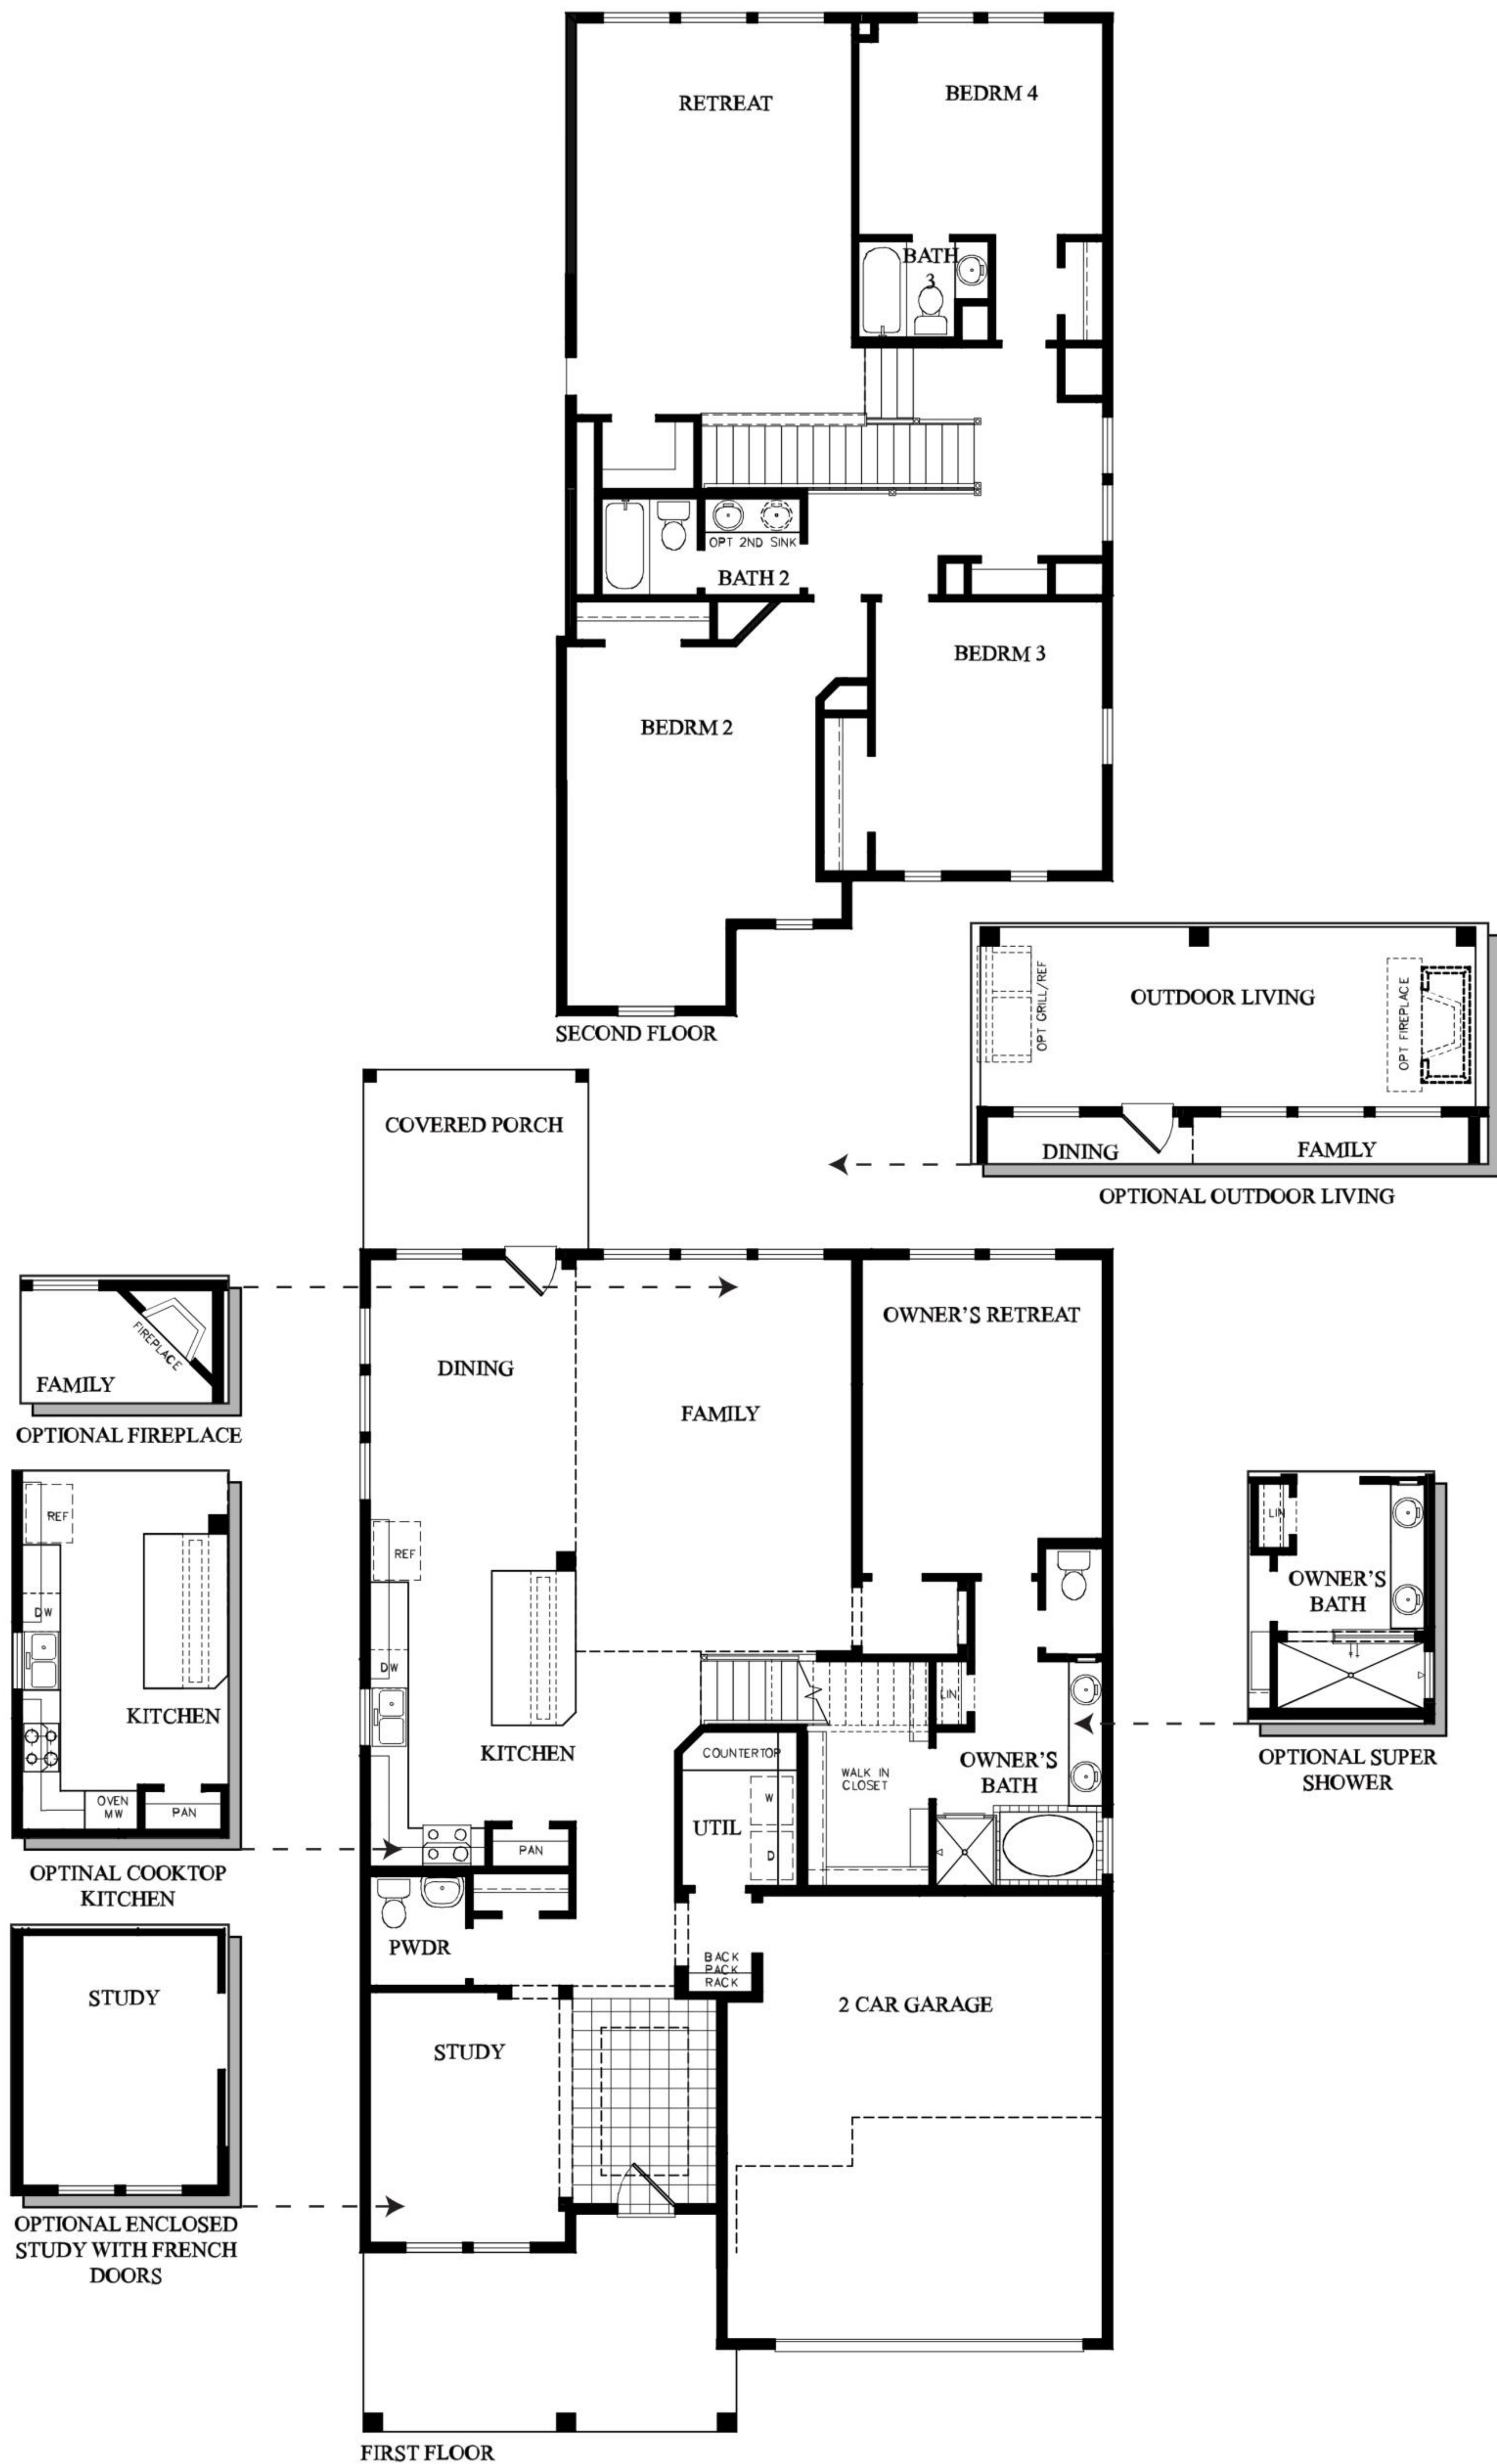 RETREAT
BEDRM 4
BATH
3
OPT 2ND SINK
BATH 2
BEDRM 3
BEDRM 2
SECOND FLOOR
OPT GRILL/REF
OUTDOOR LIVING
OPT FIREPLACE
DINING
FAMILY
OPTIONAL OUTDOOR LIVING
COVERED PORCH
OWNER'S RETREAT
DINING
FAMILY
FIREPLACE
FAMILY
OPTIONAL FIREPLACE
REF
DW
KITCHEN
OVEN
MW
PAN
OPTINAL COOKTOP
KITCHEN
REF
DW
KITCHEN
PAN
COUNTERTOP
W
D
UTIL
WALK IN
CLOSET
LIN
OWNER'S
BATH
LIN
OWNER'S
BATH
OPTIONAL SUPER
SHOWER
PWDR
BACK
PACK
RACK
2 CAR GARAGE
STUDY
STUDY
OPTIONAL ENCLOSED
STUDY WITH FRENCH
DOORS
FIRST FLOOR